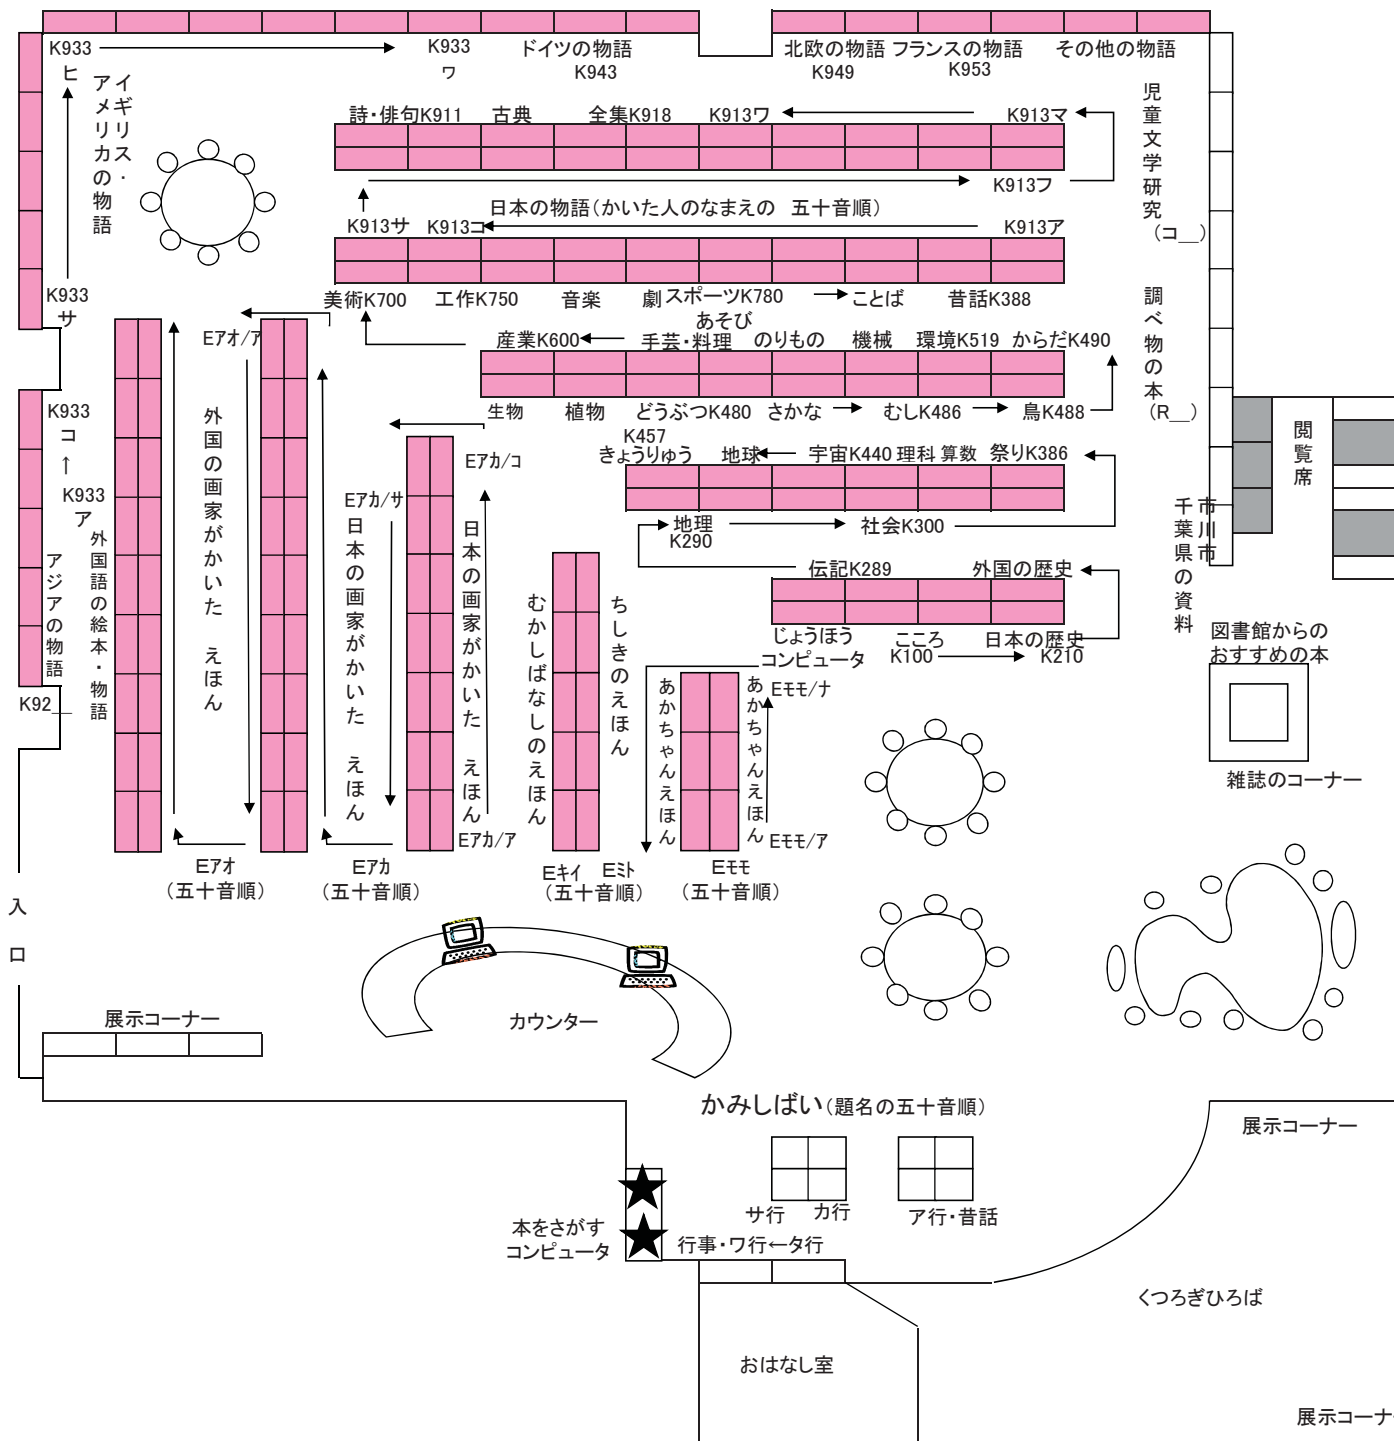 K933
ヒ
K933
ワ
ドイツの物語
K943
北欧の物語
K949
フランスの物語
K953
その他の物語
イギリス・
アメリカの物語
詩・俳句K911
古典
全集K918
K913ワ
K913マ
児童文学研究
(コ__)
K913フ
日本の物語(かいた人のなまえの 五十音順)
K913サ
K913コ
K913ア
K933
サ
美術K700
工作K750
音楽
劇
スポーツK780
あそび
ことば
昔話K388
調べ物の本
(R__)
Eアオ/ア
産業K600
手芸・料理
のりもの
機械
環境K519
からだK490
生物
植物
どうぶつK480
さかな
むしK486
鳥K488
K933
コ
↑
K933
ア
外国の画家がかいた えほん
Eアカ/コ
Eアカ/サ
日本の画家がかいた えほん
日本の画家がかいた えほん
K457
きょうりゅう
地球
宇宙K440
理科
算数
祭りK386
閲覧席
地理
K290
社会K300
市川市
千葉県の資料
アジアの物語
外国語の絵本・物語
K92__
むかしばなしのえほん
ちしきのえほん
伝記K289
外国の歴史
じょうほう
コンピュータ
こころ
K100
日本の歴史
K210
図書館からの
おすすめの本
あかちゃんえほん
あかちゃんえほん
Eモモ/ナ
雑誌のコーナー
Eアカ/ア
Eモモ/ア
Eアオ
(五十音順)
Eアカ
(五十音順)
Eキイ
Eミト
(五十音順)
Eモモ
(五十音順)
入口
展示コーナー
カウンター
かみしばい(題名の五十音順)
展示コーナー
サ行
カ行
ア行・昔話
本をさがす
コンピュータ
行事・ワ行←タ行
くつろぎひろば
おはなし室
展示コーナ